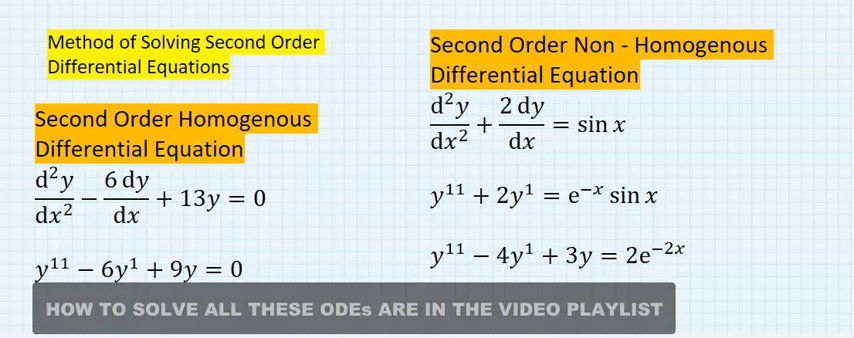 Method of Solving Second Order
Differential Equations
Second Order Homogenous
Differential Equation
d²y/dx² − 6 dy/dx + 13y = 0
y¹¹ − 6y¹ + 9y = 0
Second Order Non - Homogenous
Differential Equation
d²y/dx² + 2 dy/dx = sin x
y¹¹ + 2y¹ = e⁻ˣ sin x
y¹¹ − 4y¹ + 3y = 2e⁻²ˣ
HOW TO SOLVE ALL THESE ODEs ARE IN THE VIDEO PLAYLIST